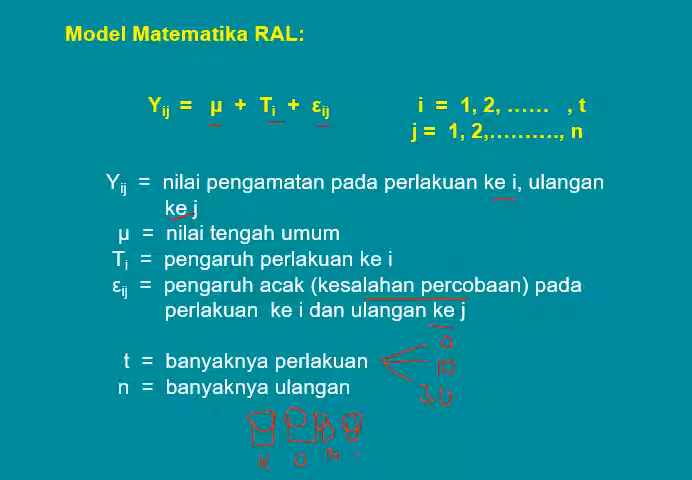 Model Matematika RAL:
Yij = μ + Ti + εij i = 1, 2, …… , t
j = 1, 2,………., n
Yij = nilai pengamatan pada perlakuan ke i, ulangan
ke j
μ = nilai tengah umum
Ti = pengaruh perlakuan ke i
εij = pengaruh acak (kesalahan percobaan) pada
perlakuan ke i dan ulangan ke j
0
t = banyaknya perlakuan 10
n = banyaknya ulangan
K 0